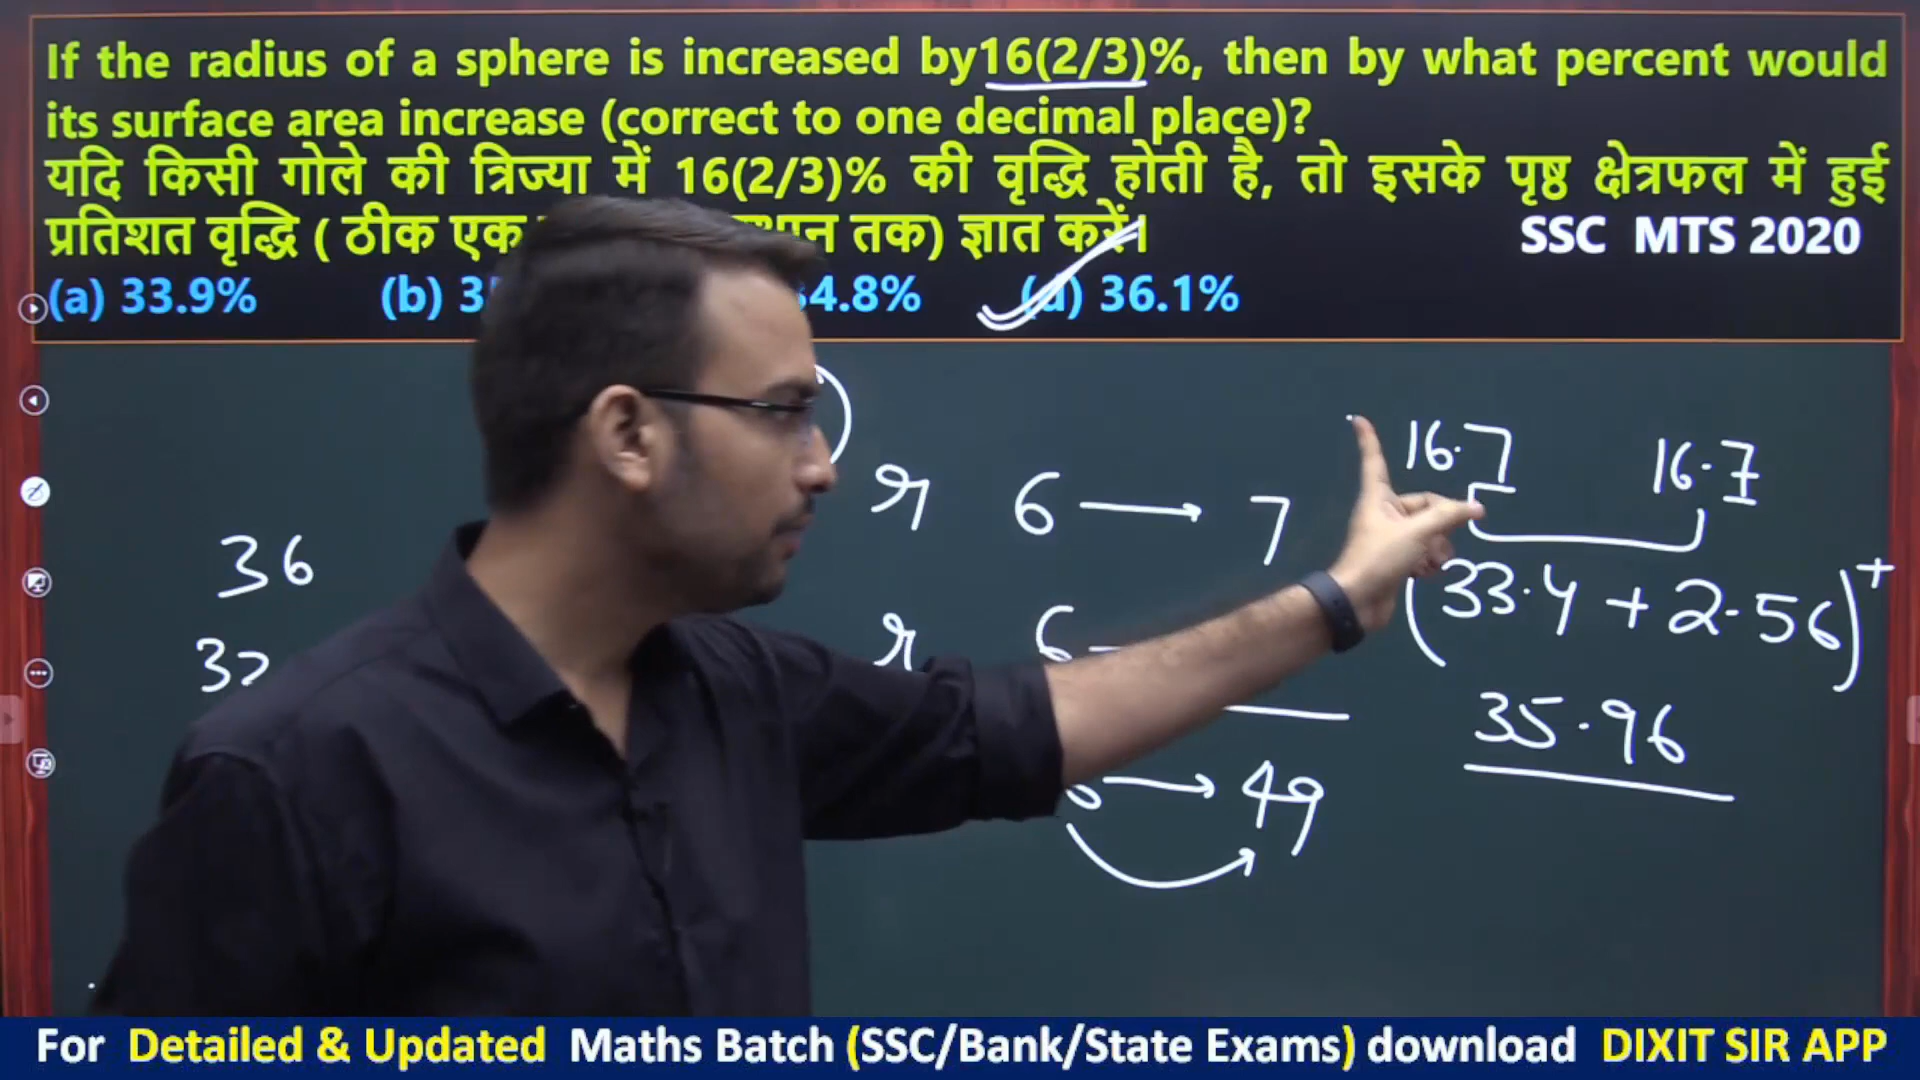 If the radius of a sphere is increased by16(2/3)%, then by what percent would
its surface area increase (correct to one decimal place)?
यदि किसी गोले की त्रिज्या में 16(2/3)% की वृद्धि होती है, तो इसके पृष्ठ क्षेत्रफल में हुई
प्रतिशत वृद्धि ( ठीक एक तक) ज्ञात करें।
SSC MTS 2020
(a) 33.9% (b) 4.8% (d) 36.1%
16.7 16.7
r 6 → 7
36
(33.4 + 2.56)+
r 6
35.96
→ 49
For Detailed & Updated Maths Batch (SSC/Bank/State Exams) download DIXIT SIR APP